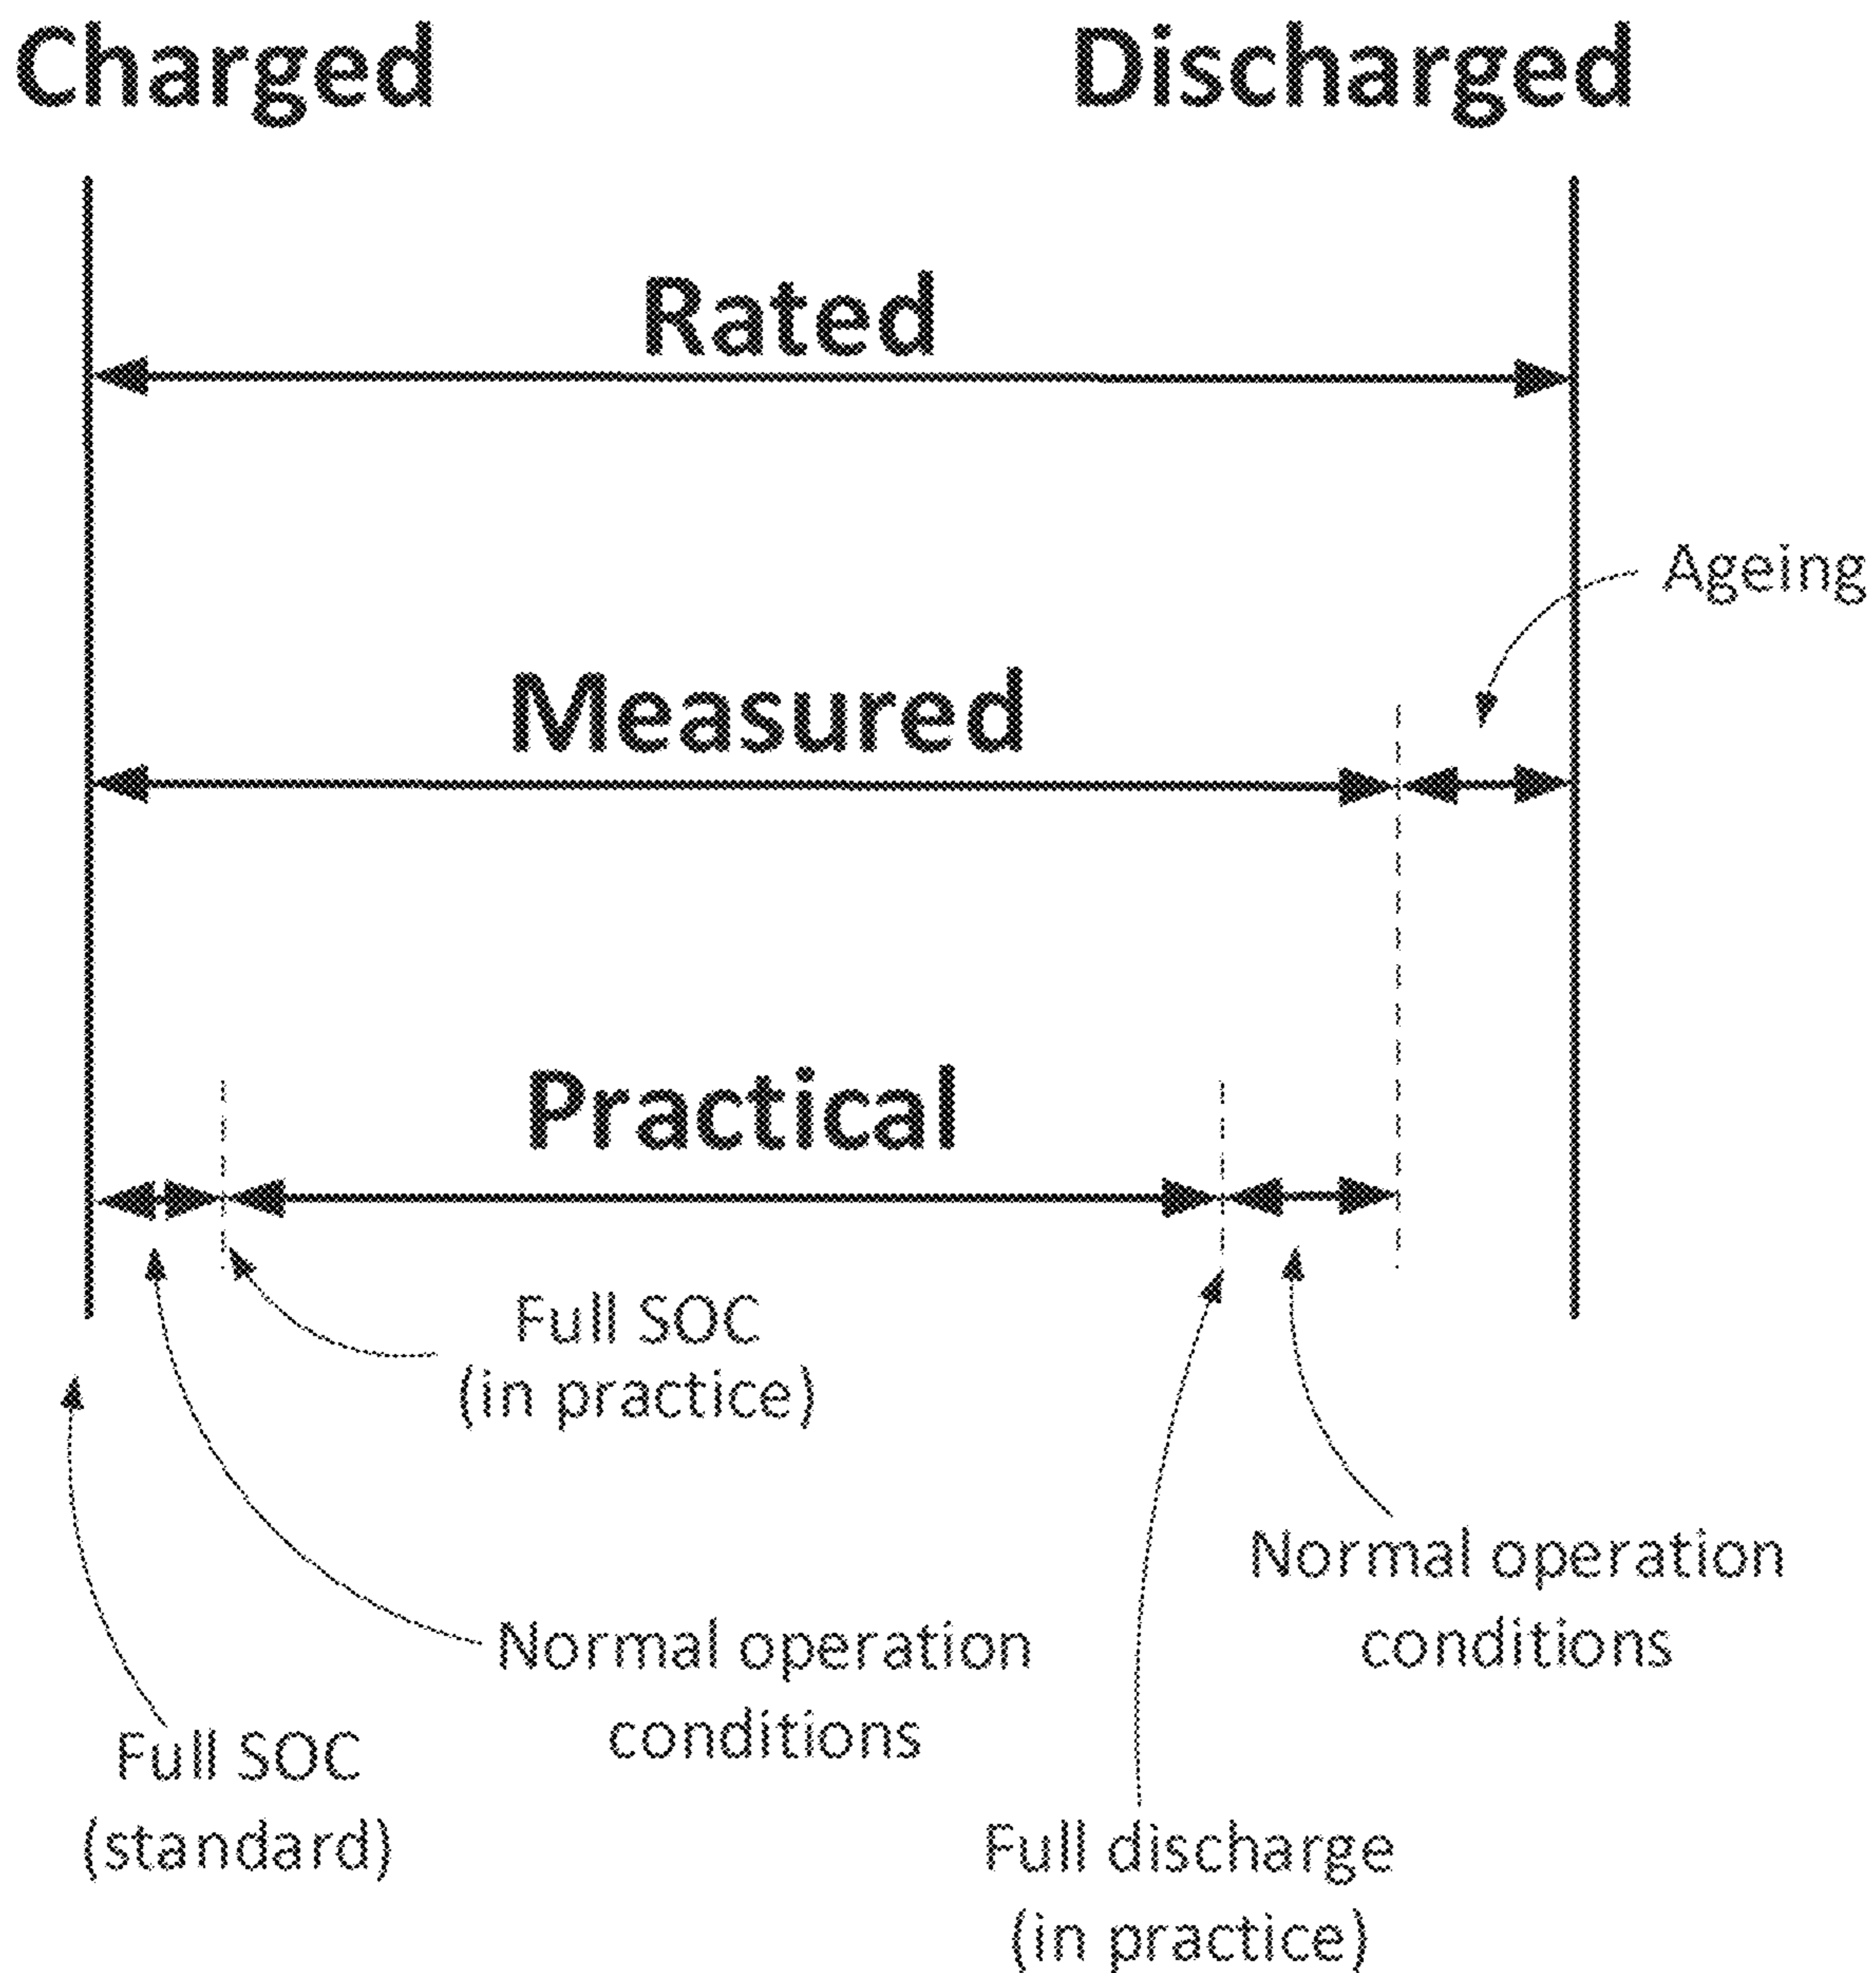 Charged
Discharged
Rated
Ageing
Measured
Practical
Full SOC
(in practice)
Normal operation
conditions
Normal operation
conditions
Full SOC
(standard)
Full discharge
(in practice)